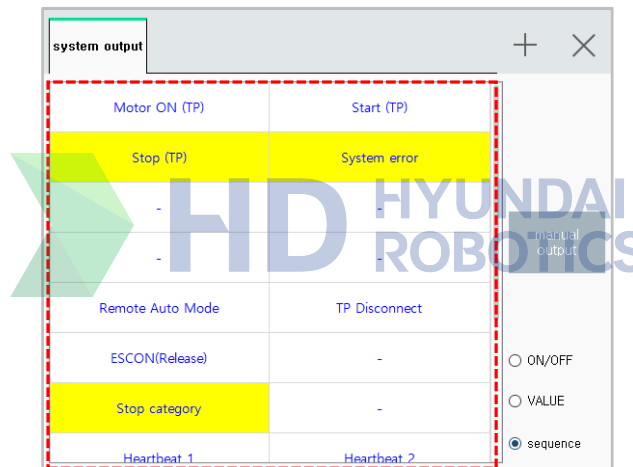 system output
Motor ON (TP) Start (TP)
Stop (TP) System error
- -
- -
Remote Auto Mode TP Disconnect
ESCON(Release) -
Stop category -
Heartbeat 1 Heartbeat 2
manual
output
ON/OFF
VALUE
sequence
HD HYUNDAI
ROBOTICS